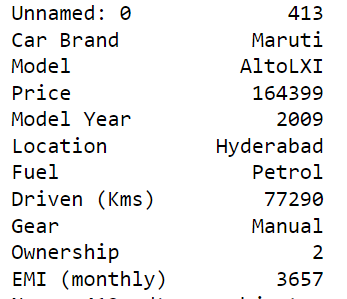 Unnamed: 0 413
Car Brand Maruti
Model AltoLXI
Price 164399
Model Year 2009
Location Hyderabad
Fuel Petrol
Driven (Kms) 77290
Gear Manual
Ownership 2
EMI (monthly) 3657